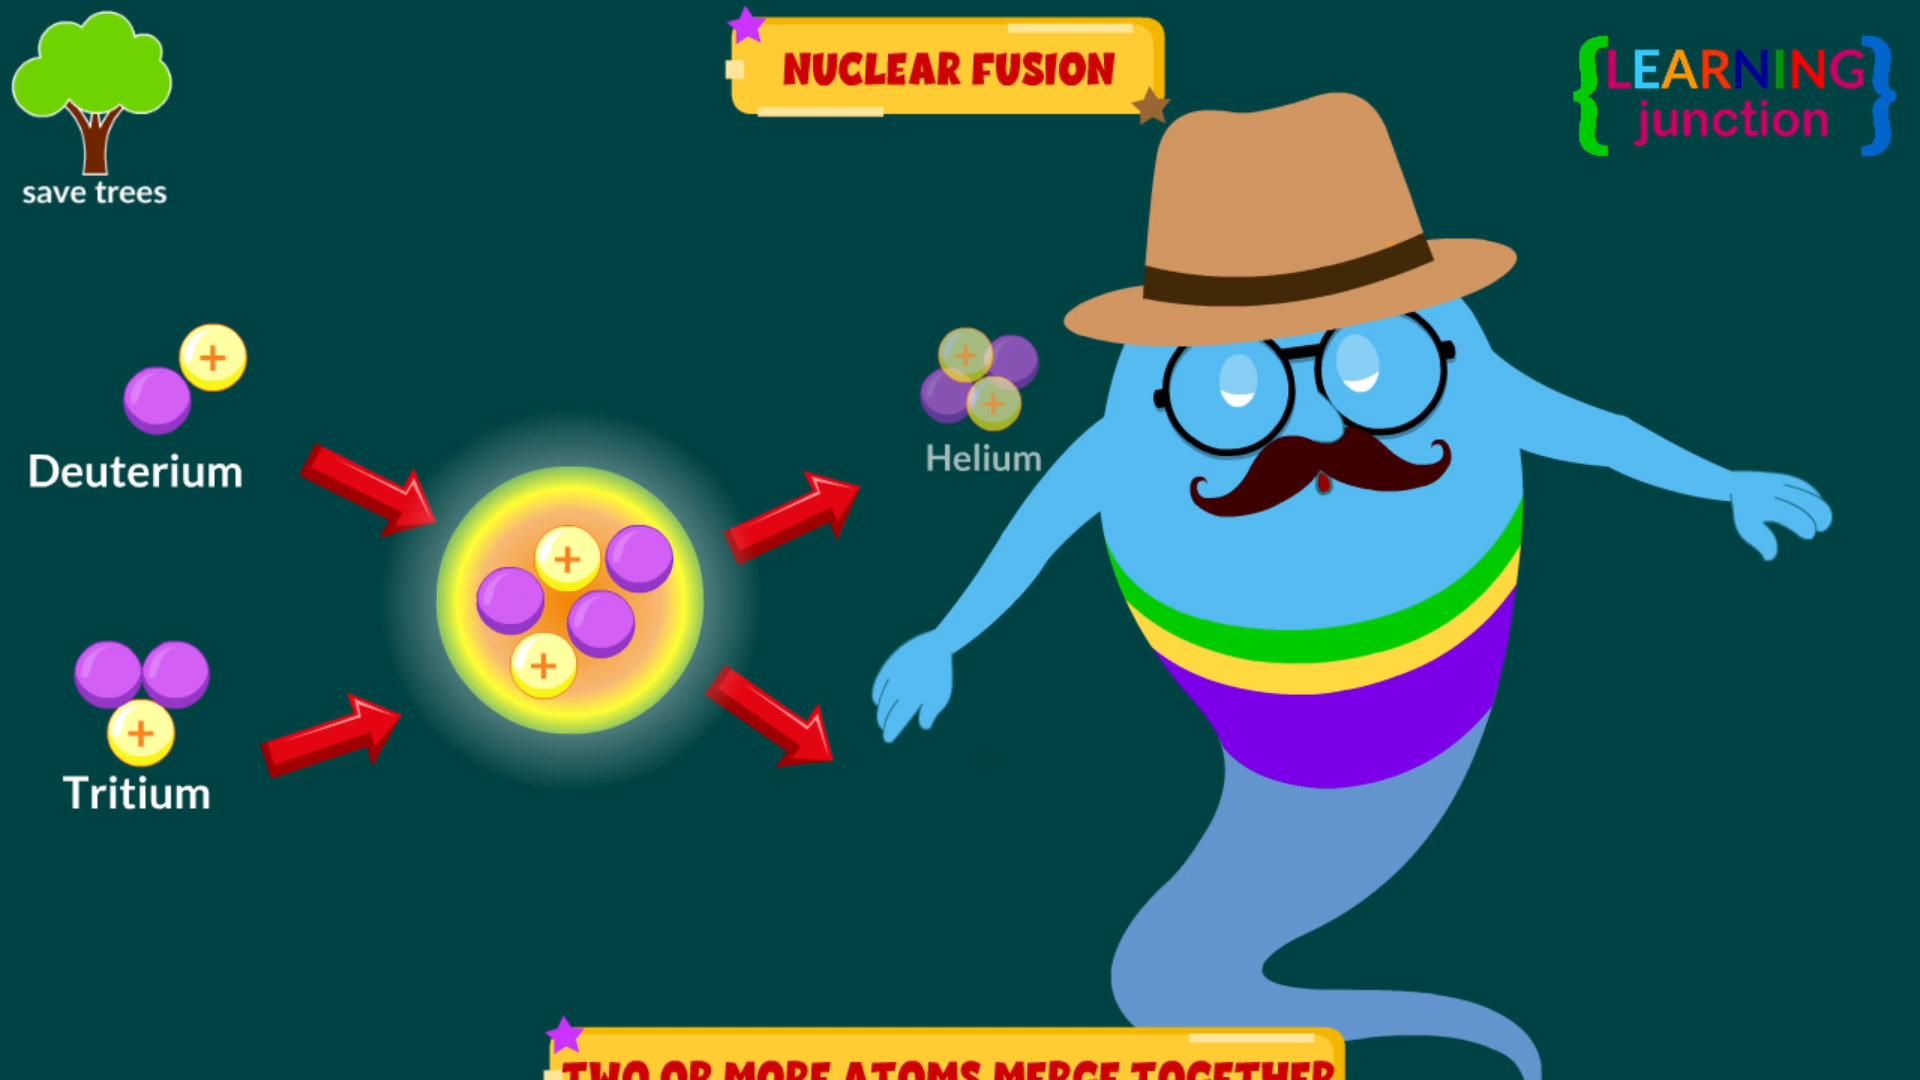 NUCLEAR FUSION
{LEARNING
junction}
save trees
Deuterium
Helium
Tritium
TWO OR MORE ATOMS MERGE TOGETHER